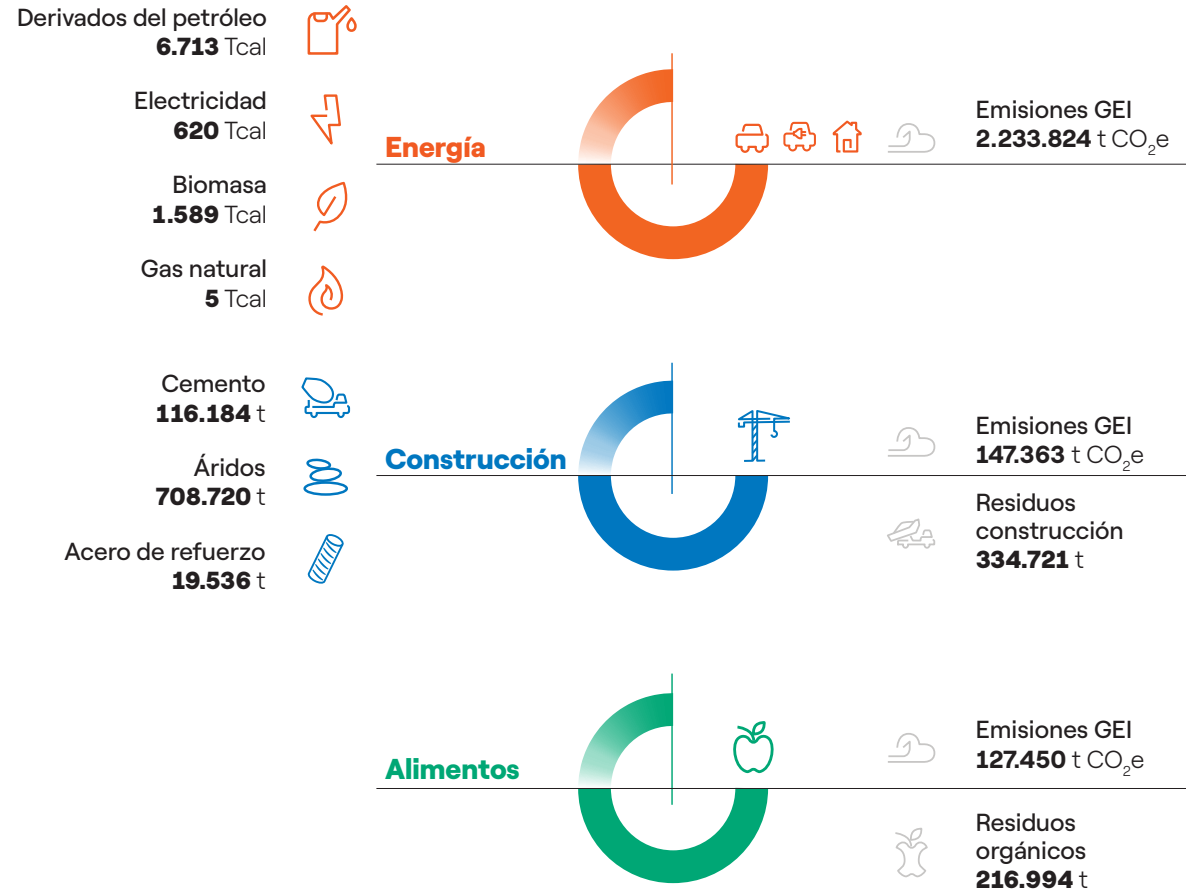 Derivados del petróleo
6.713 Tcal
Electricidad
620 Tcal
Biomasa
1.589 Tcal
Gas natural
5 Tcal
Energía
Emisiones GEI
2.233.824 t CO₂e
Cemento
116.184 t
Áridos
708.720 t
Acero de refuerzo
19.536 t
Construcción
Emisiones GEI
147.363 t CO₂e
Residuos
construcción
334.721 t
Alimentos
Emisiones GEI
127.450 t CO₂e
Residuos
orgánicos
216.994 t